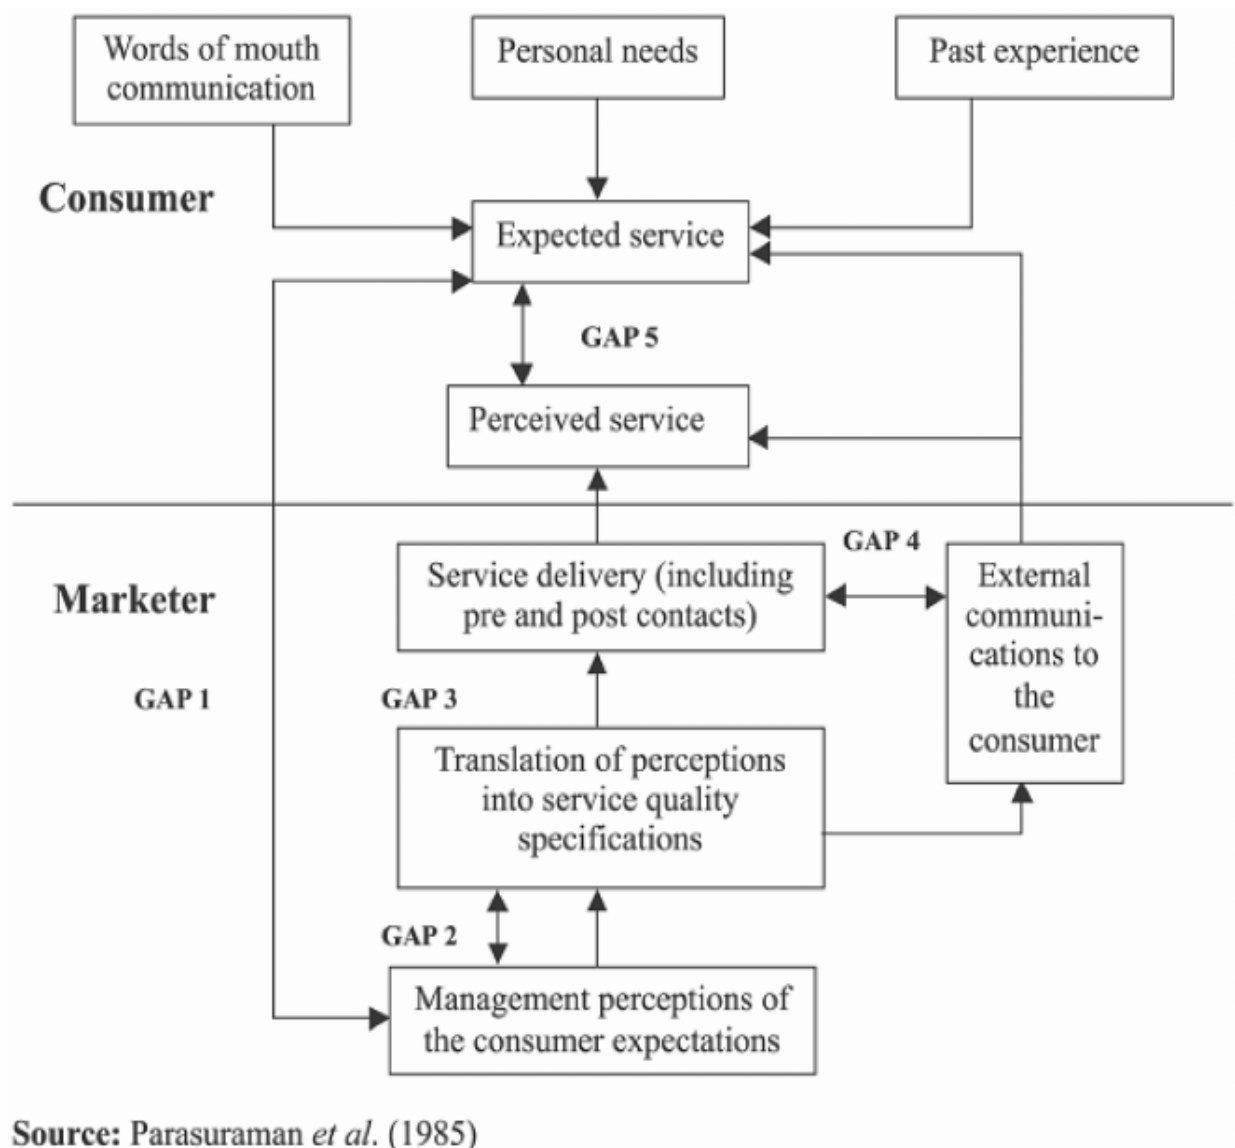 Words of mouth
communication
Personal needs
Past experience
Consumer
Expected service
GAP 5
Perceived service
Marketer
Service delivery (including
pre and post contacts)
GAP 4
External
communi-
cations to
the
consumer
GAP 1
GAP 3
Translation of perceptions
into service quality
specifications
GAP 2
Management perceptions of
the consumer expectations
Source: Parasuraman et al. (1985)